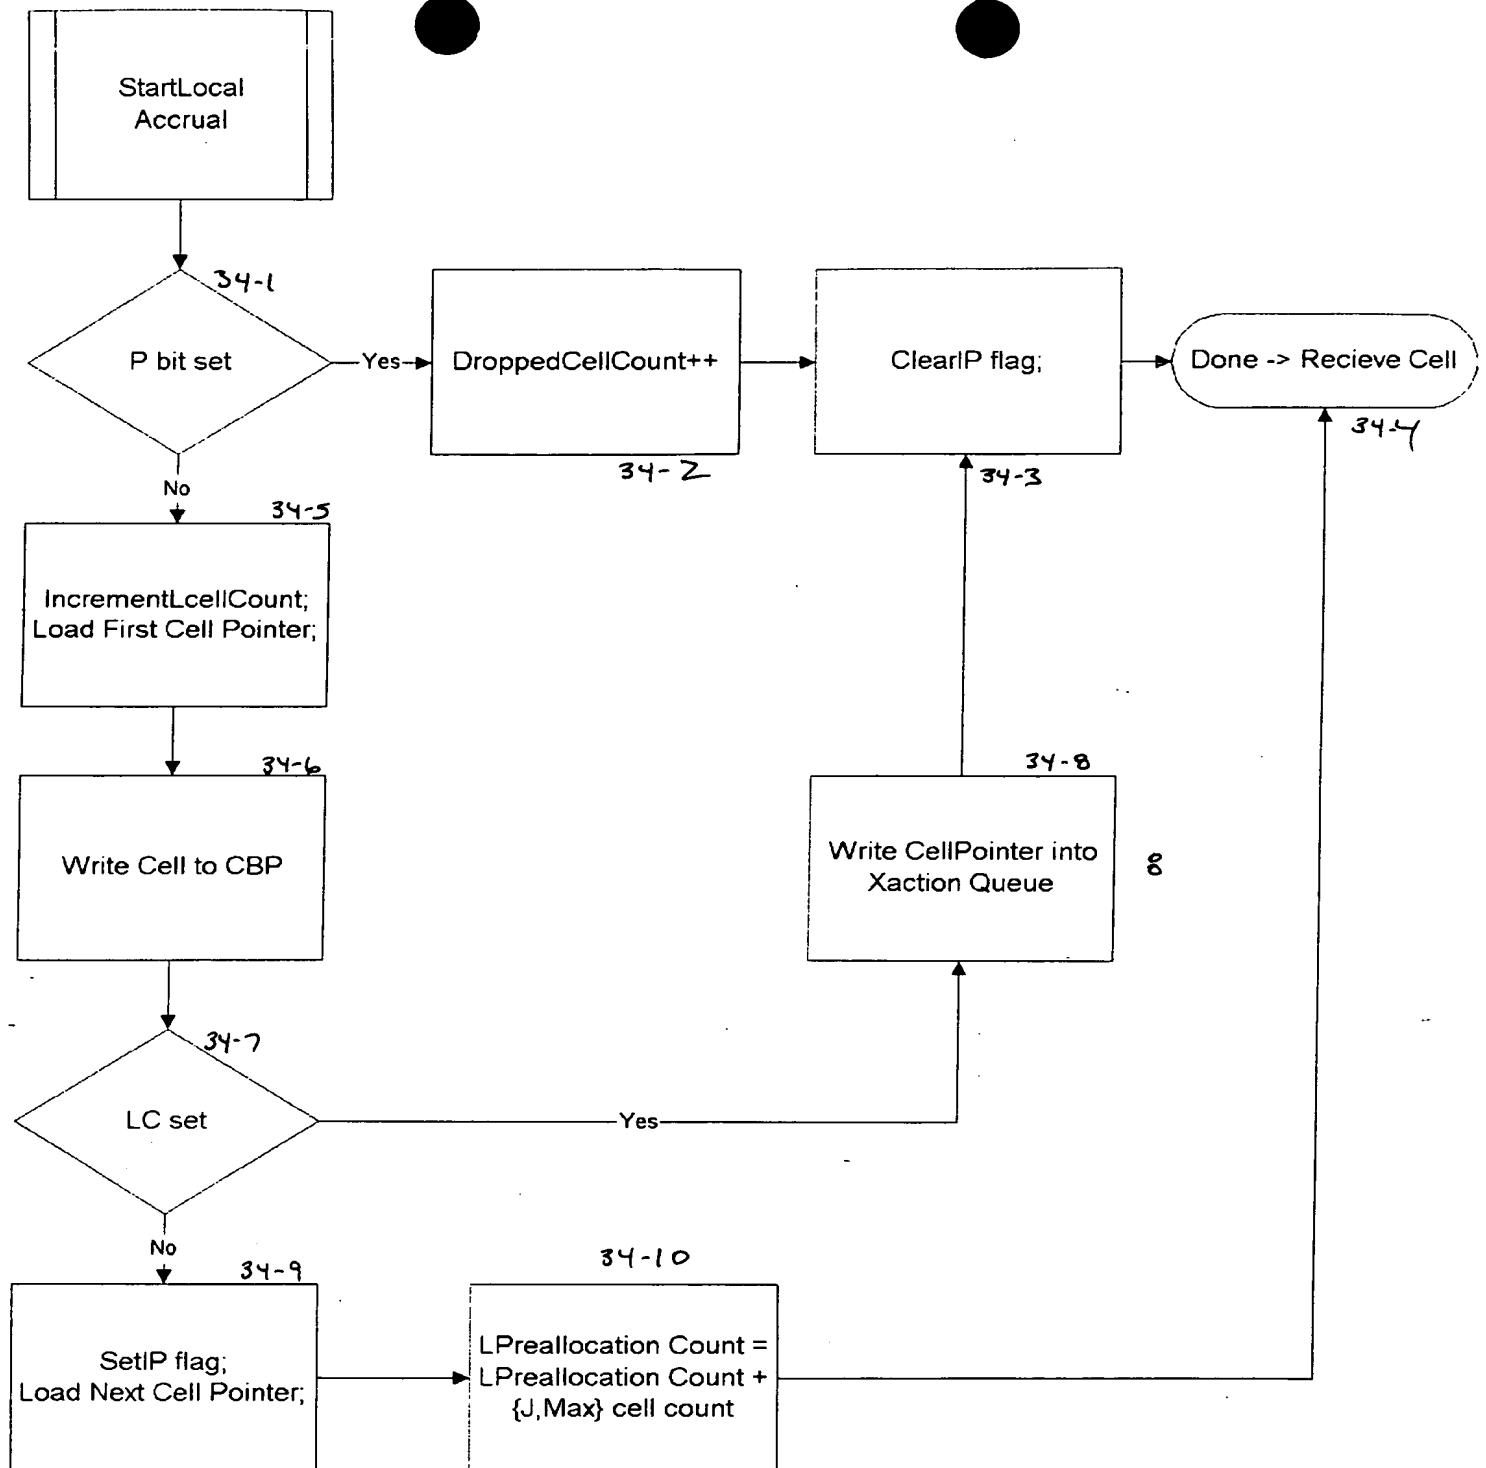 StartLocal
Accrual
34-1
P bit set
Yes
DroppedCellCount++
34-2
ClearIP flag;
34-3
Done -> Recieve Cell
34-4
No
34-5
IncrementLcellCount;
Load First Cell Pointer;
34-6
Write Cell to CBP
34-8
Write CellPointer into
Xaction Queue
8
34-7
LC set
Yes
No
34-9
SetIP flag;
Load Next Cell Pointer;
34-10
LPreallocation Count =
LPreallocation Count +
{J,Max} cell count